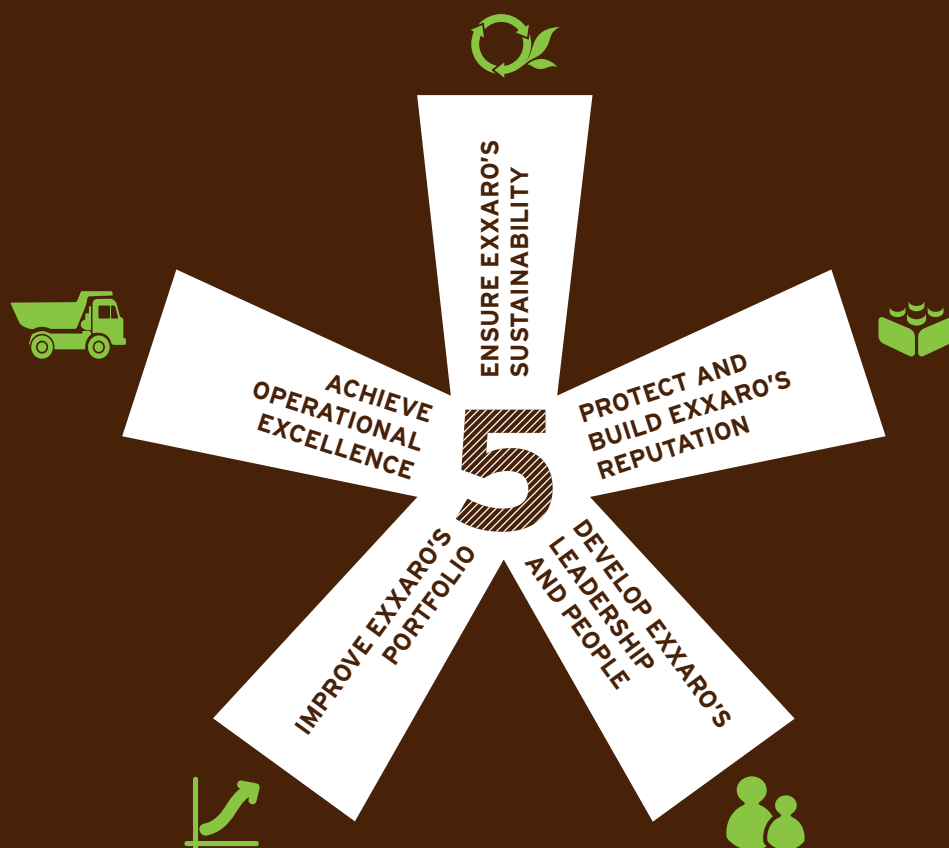 ENSURE EXXARO'S
SUSTAINABILITY
PROTECT AND
BUILD EXXARO'S
REPUTATION
DEVELOP EXXARO'S
LEADERSHIP
AND PEOPLE
IMPROVE EXXARO'S
PORTFOLIO
ACHIEVE
OPERATIONAL
EXCELLENCE
5